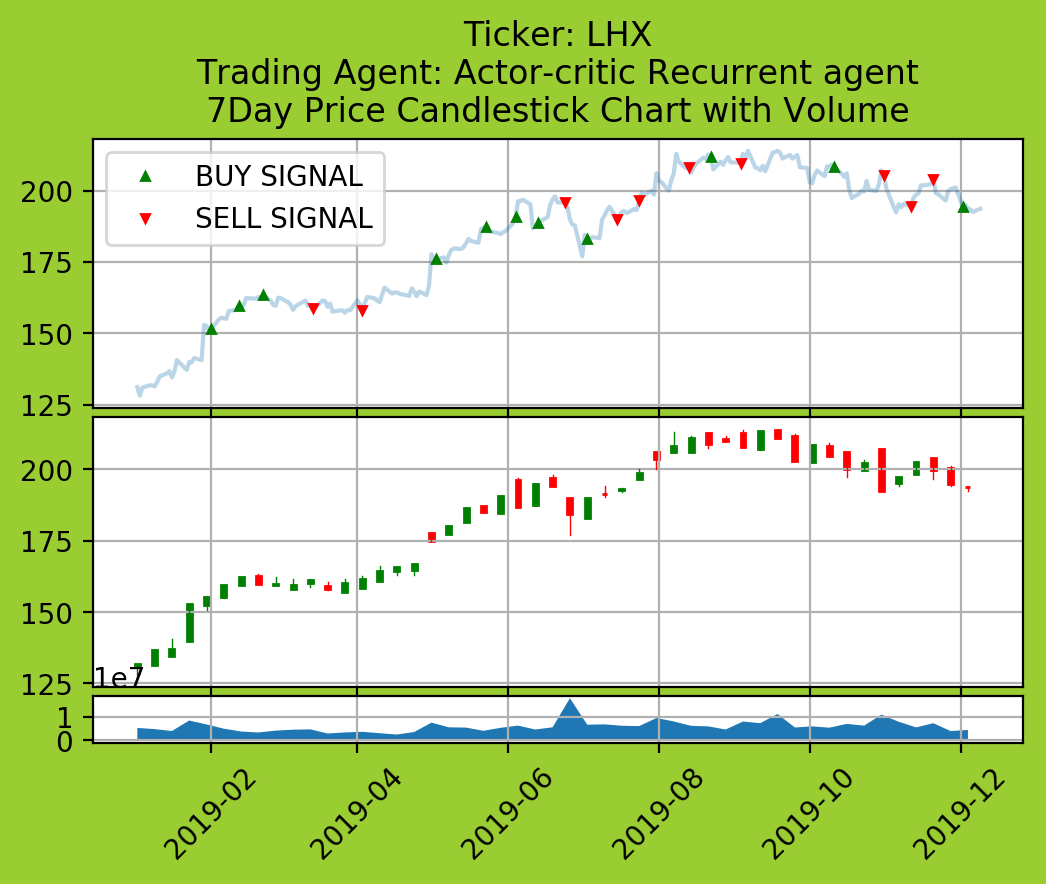 Ticker: LHX
Trading Agent: Actor-critic Recurrent agent
7Day Price Candlestick Chart with Volume
BUY SIGNAL
SELL SIGNAL
200
175
150
125
200
175
150
125
1e7
1
0
2019-02
2019-04
2019-06
2019-08
2019-10
2019-12